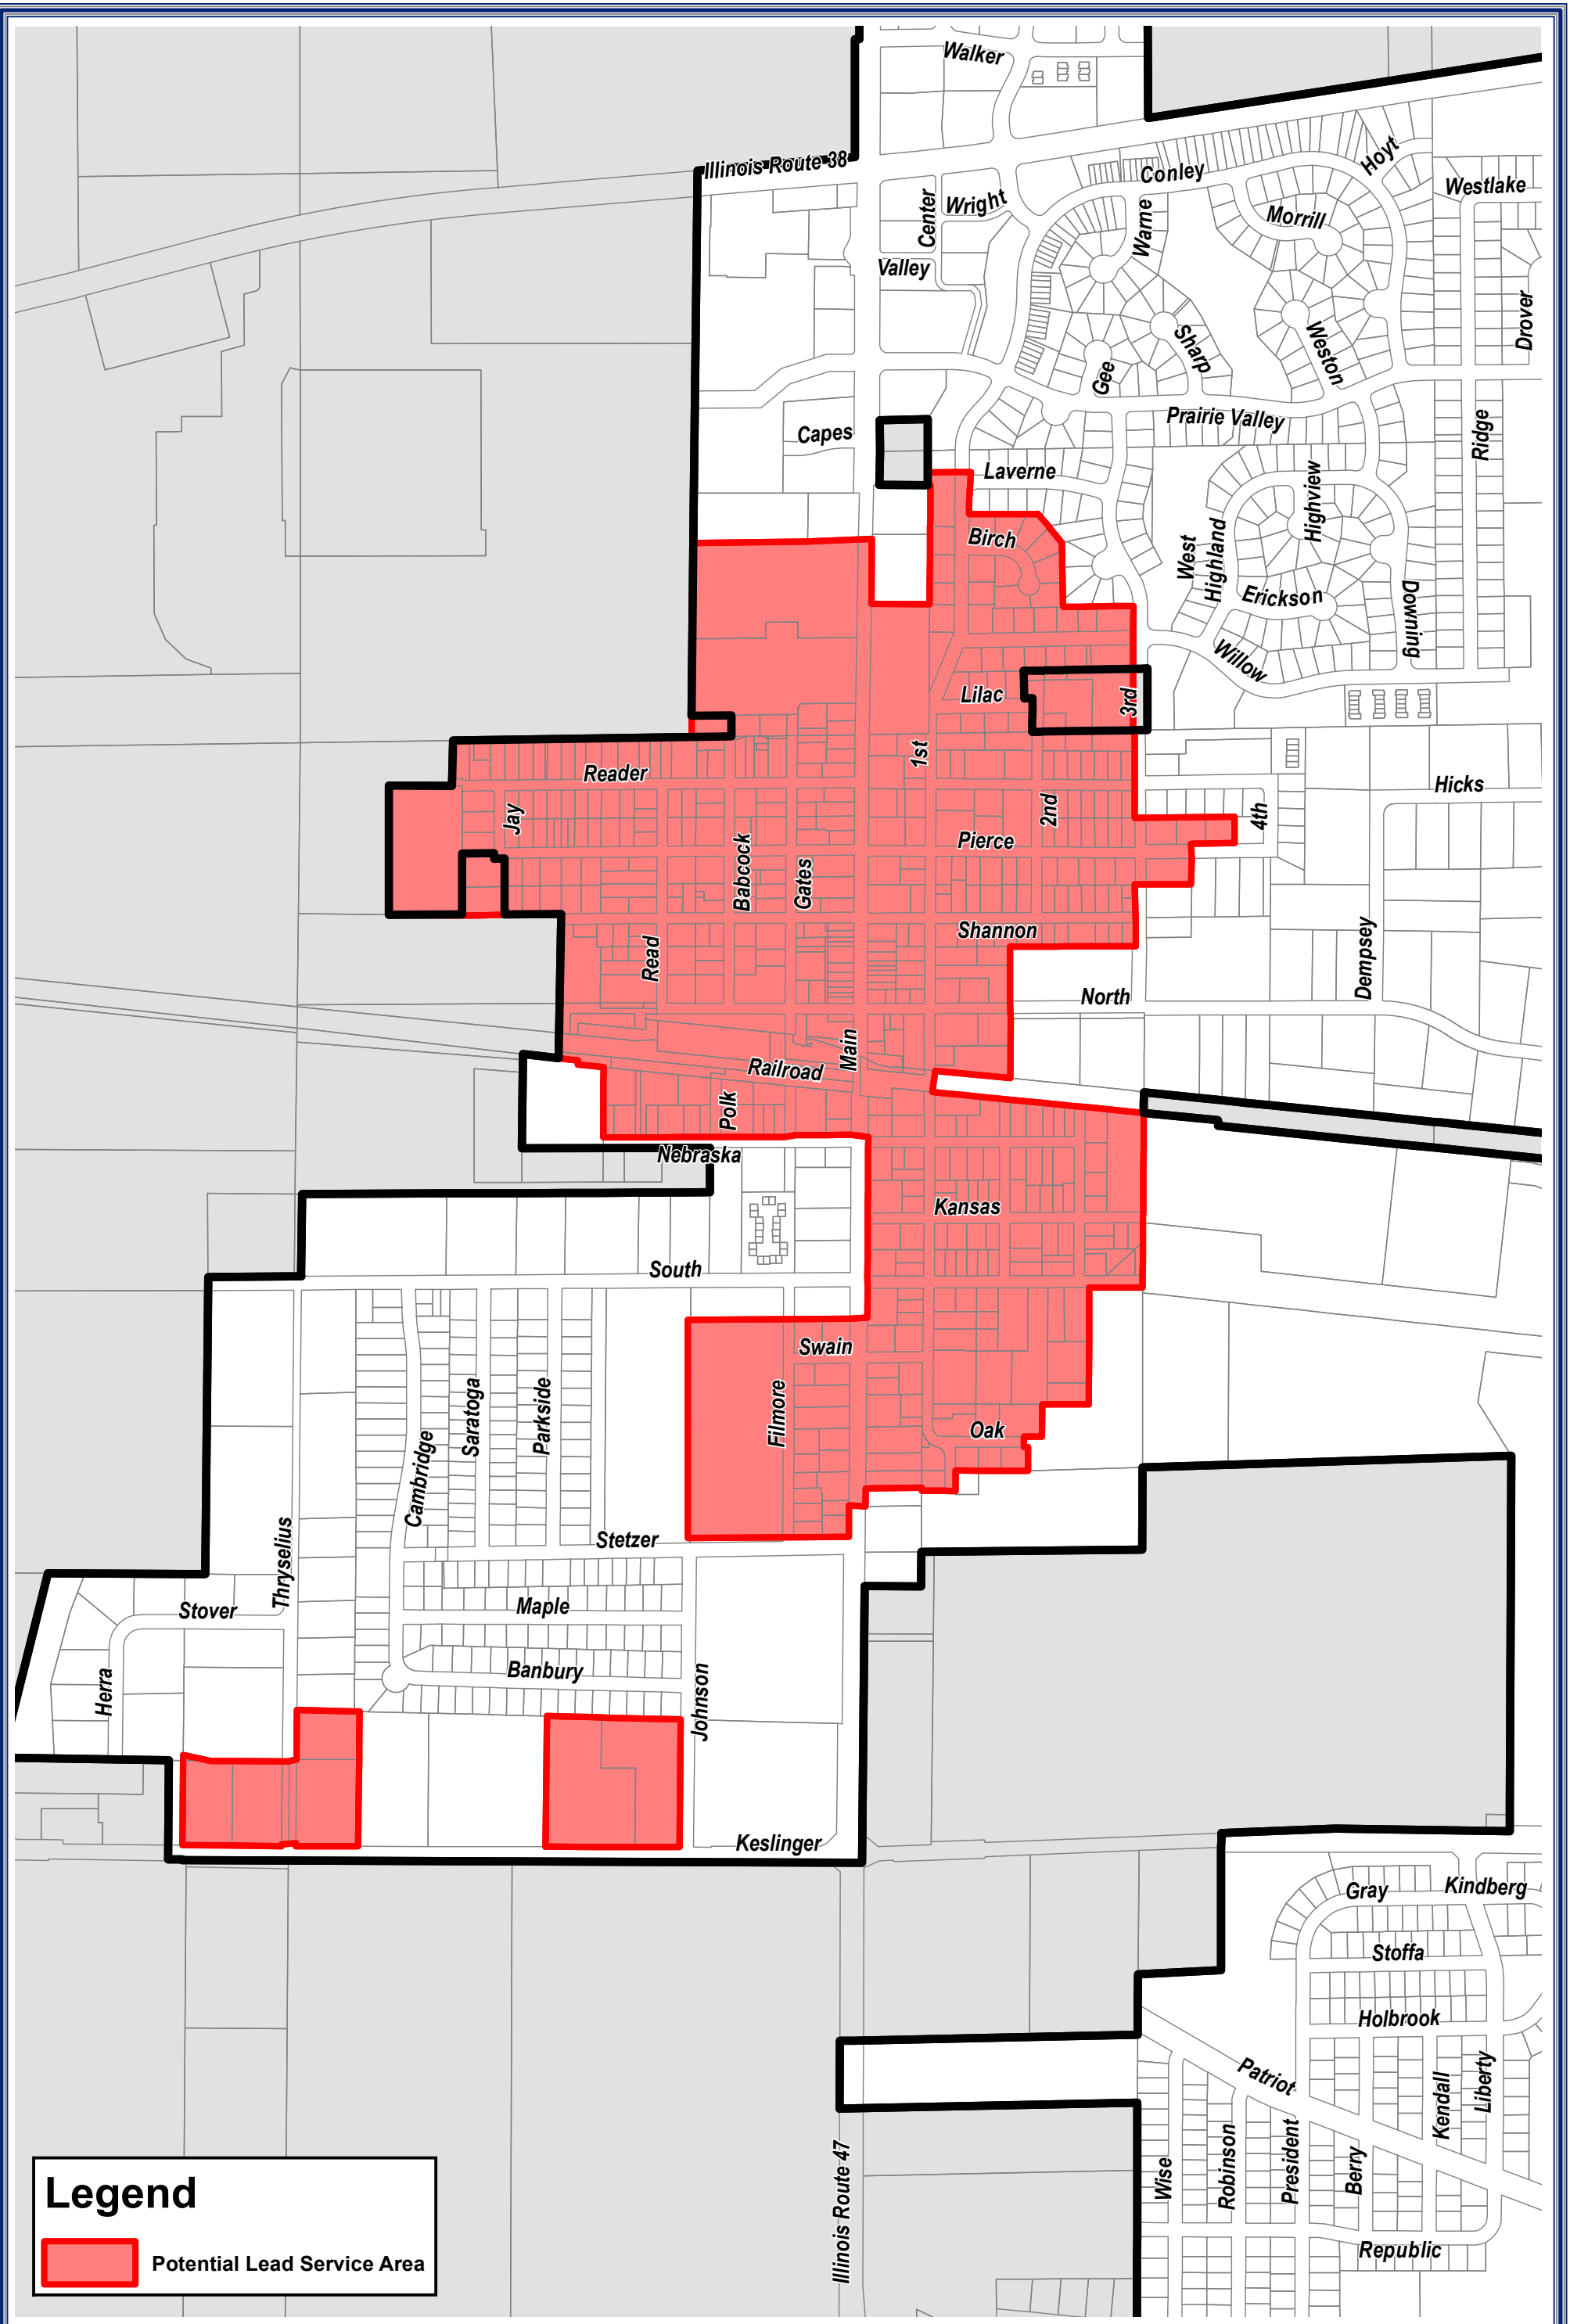 Walker
Illinois Route 38
Conley
Hoyt
Westlake
Center
Wright
Warne
Morrill
Valley
Drover
Sharp
Weston
Gee
Prairie Valley
Capes
Ridge
Laverne
Highview
Birch
West
Highland
Erickson
Downing
Willow
Lilac
3rd
1st
Reader
Hicks
Jay
2nd
4th
Pierce
Babcock
Gates
Shannon
Read
Dempsey
North
Main
Railroad
Polk
Nebraska
Kansas
South
Swain
Filmore
Saratoga
Parkside
Oak
Cambridge
Stetzer
Thryselius
Maple
Stover
Banbury
Herra
Johnson
Keslinger
Gray
Kindberg
Stoffa
Holbrook
Patriot
Kendall
Liberty
Illinois Route 47
Wise
Robinson
President
Berry
Republic
Legend
Potential Lead Service Area